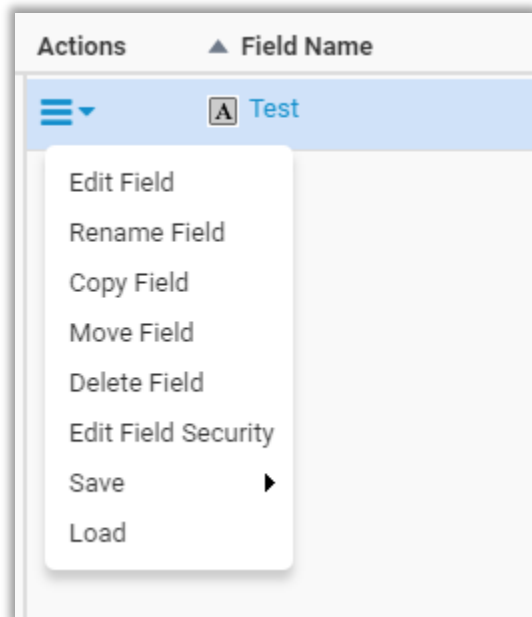 Actions Field Name
A Test
Edit Field
Rename Field
Copy Field
Move Field
Delete Field
Edit Field Security
Save
Load